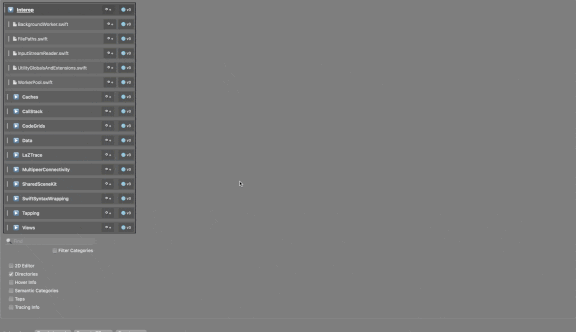 Interop
BackgroundWorker.swift
FilePaths.swift
InputStreamReader.swift
UtilityGlobalsAndExtensions.swift
WorkerPool.swift
Caches
CallStack
CodeGrids
Data
LaZTrace
MultipeerConnectivity
SharedSceneKit
SwiftSyntaxWrapping
Tapping
Views
Filter Categories
2D Editor
Directories
Hover Info
Semantic Categories
Taps
Tracing Info